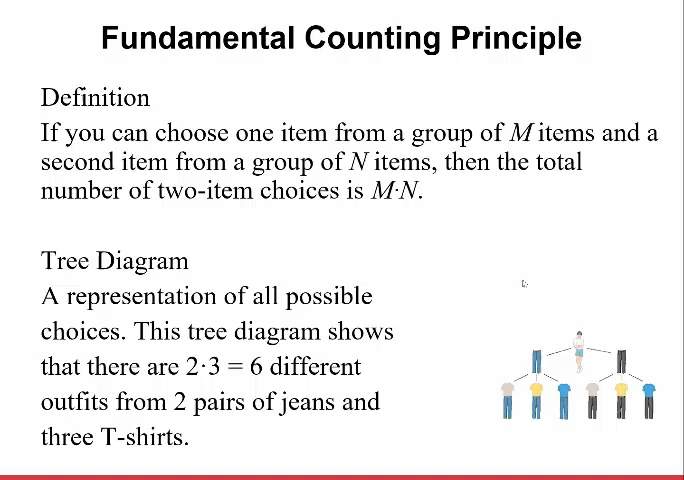 Fundamental Counting Principle
Definition
If you can choose one item from a group of M items and a
second item from a group of N items, then the total
number of two-item choices is M·N.
Tree Diagram
A representation of all possible
choices. This tree diagram shows
that there are 2·3 = 6 different
outfits from 2 pairs of jeans and
three T-shirts.